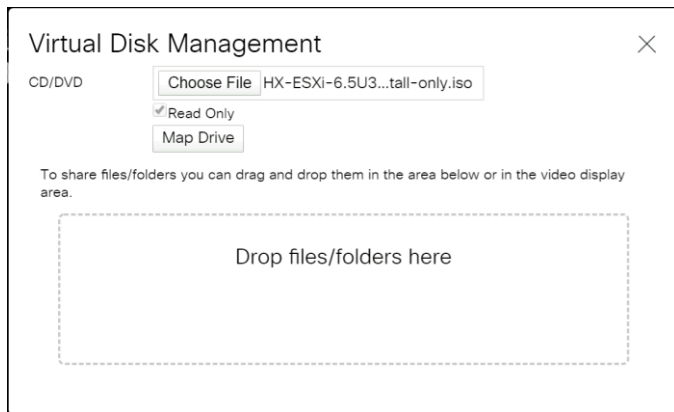 Virtual Disk Management
CD/DVD Choose File HX-ESXi-6.5U3...tall-only.iso
Read Only
Map Drive
To share files/folders you can drag and drop them in the area below or in the video display
area.
Drop files/folders here